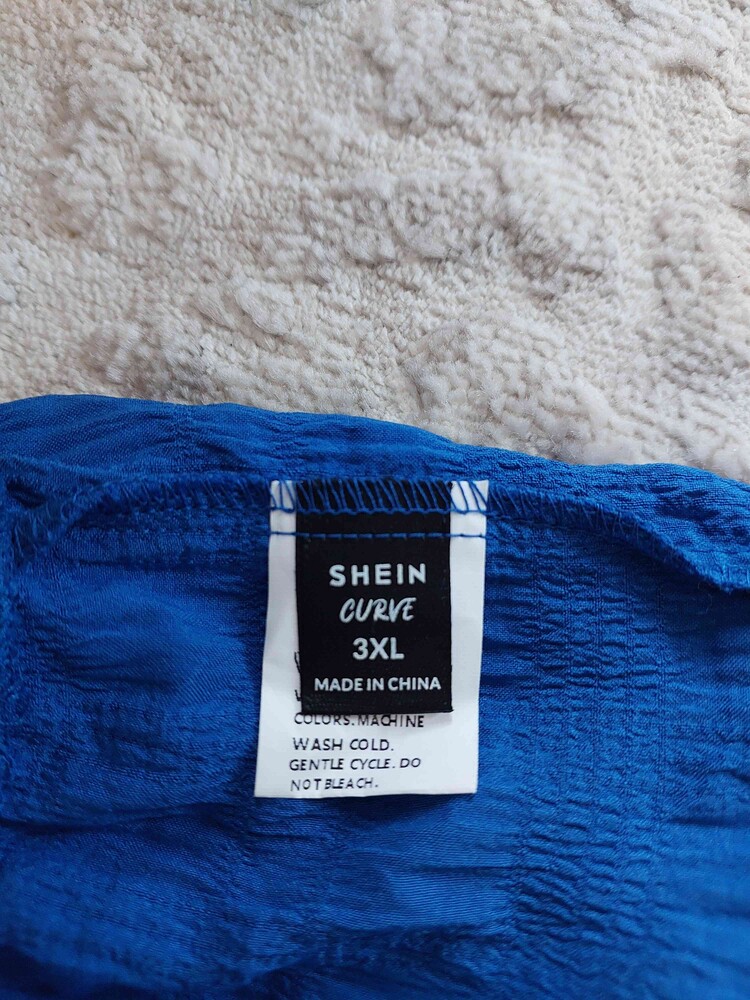 SHEIN
CURVE
3XL
MADE IN CHINA
COLORS. MACHINE
WASH COLD.
GENTLE CYCLE. DO
NOT BLEACH.